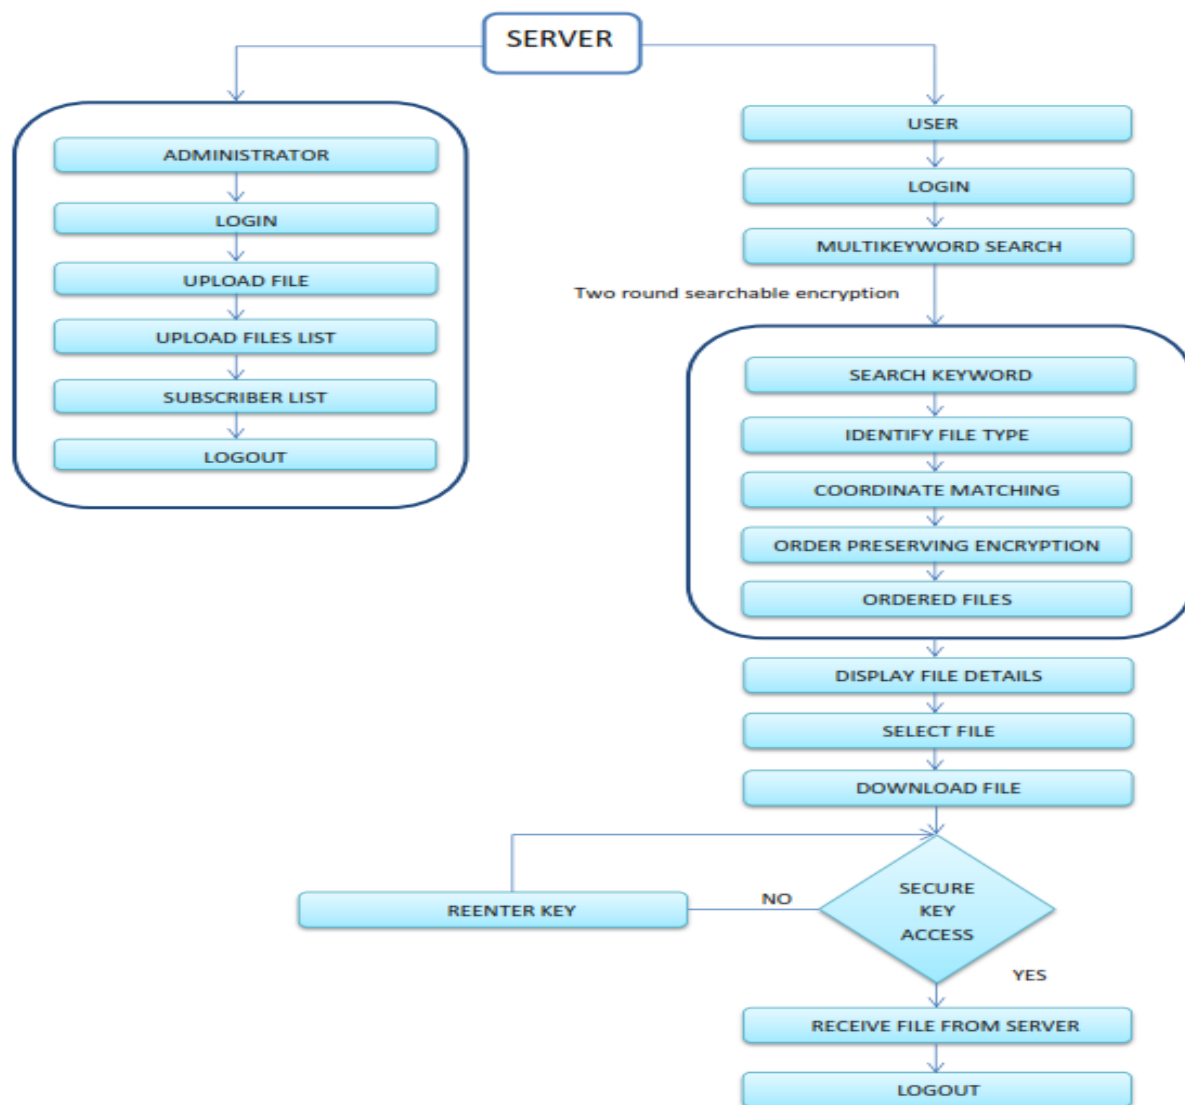 SERVER
ADMINISTRATOR
LOGIN
UPLOAD FILE
UPLOAD FILES LIST
SUBSCRIBER LIST
LOGOUT
USER
LOGIN
MULTIKEYWORD SEARCH
Two round searchable encryption
SEARCH KEYWORD
IDENTIFY FILE TYPE
COORDINATE MATCHING
ORDER PRESERVING ENCRYPTION
ORDERED FILES
DISPLAY FILE DETAILS
SELECT FILE
DOWNLOAD FILE
SECURE
KEY
ACCESS
NO
REENTER KEY
YES
RECEIVE FILE FROM SERVER
LOGOUT